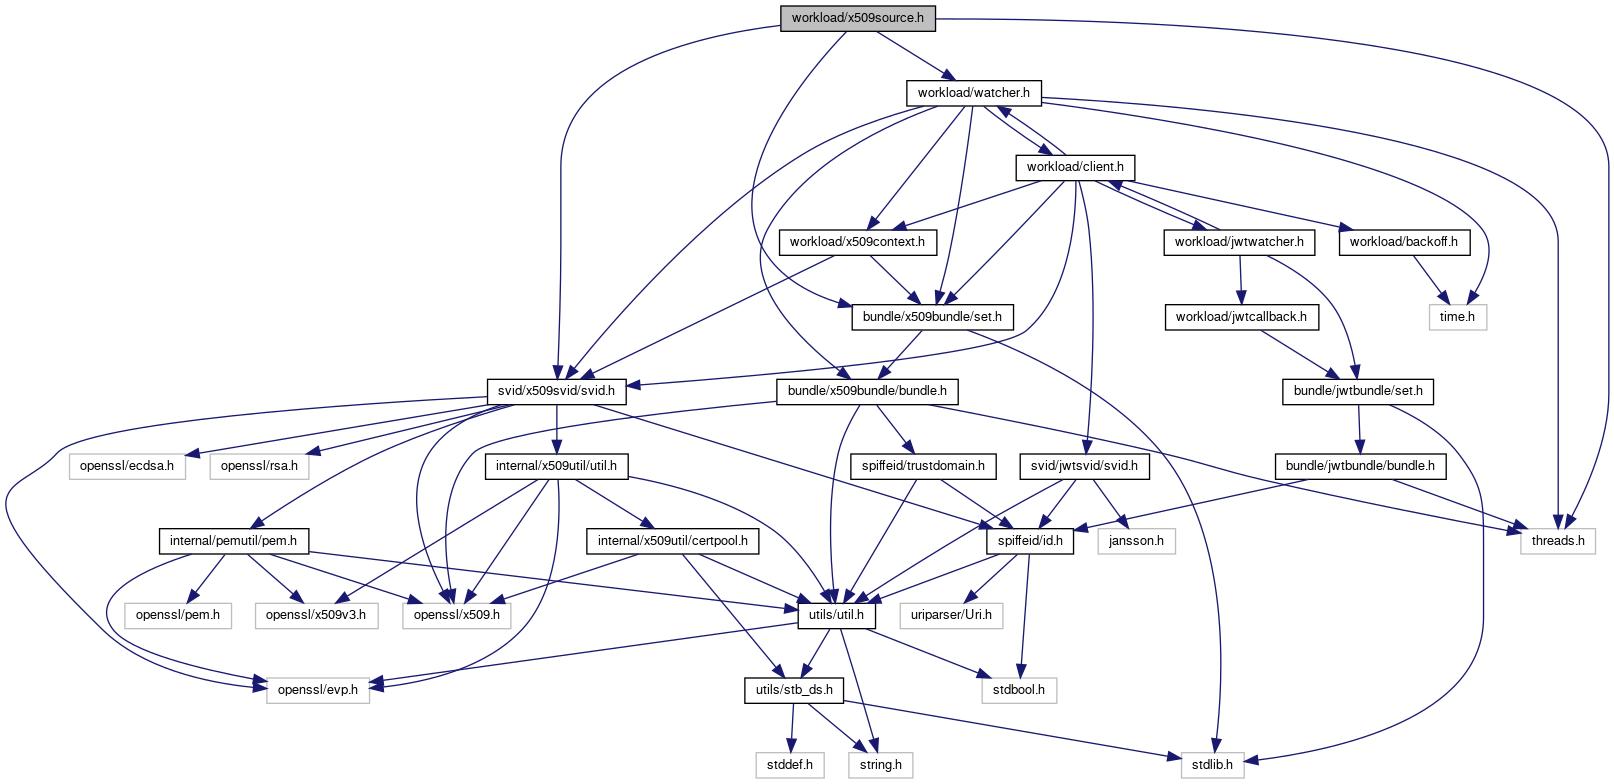 workload/x509source.h
workload/watcher.h
workload/client.h
workload/x509context.h
workload/jwtwatcher.h
workload/backoff.h
bundle/x509bundle/set.h
workload/jwtcallback.h
time.h
svid/x509svid/svid.h
bundle/x509bundle/bundle.h
bundle/jwtbundle/set.h
openssl/ecdsa.h
openssl/rsa.h
internal/x509util/util.h
spiffeid/trustdomain.h
svid/jwtsvid/svid.h
bundle/jwtbundle/bundle.h
internal/pemutil/pem.h
internal/x509util/certpool.h
spiffeid/id.h
jansson.h
threads.h
openssl/pem.h
openssl/x509v3.h
openssl/x509.h
utils/util.h
uriparser/Uri.h
openssl/evp.h
utils/stb_ds.h
stdbool.h
stddef.h
string.h
stdlib.h